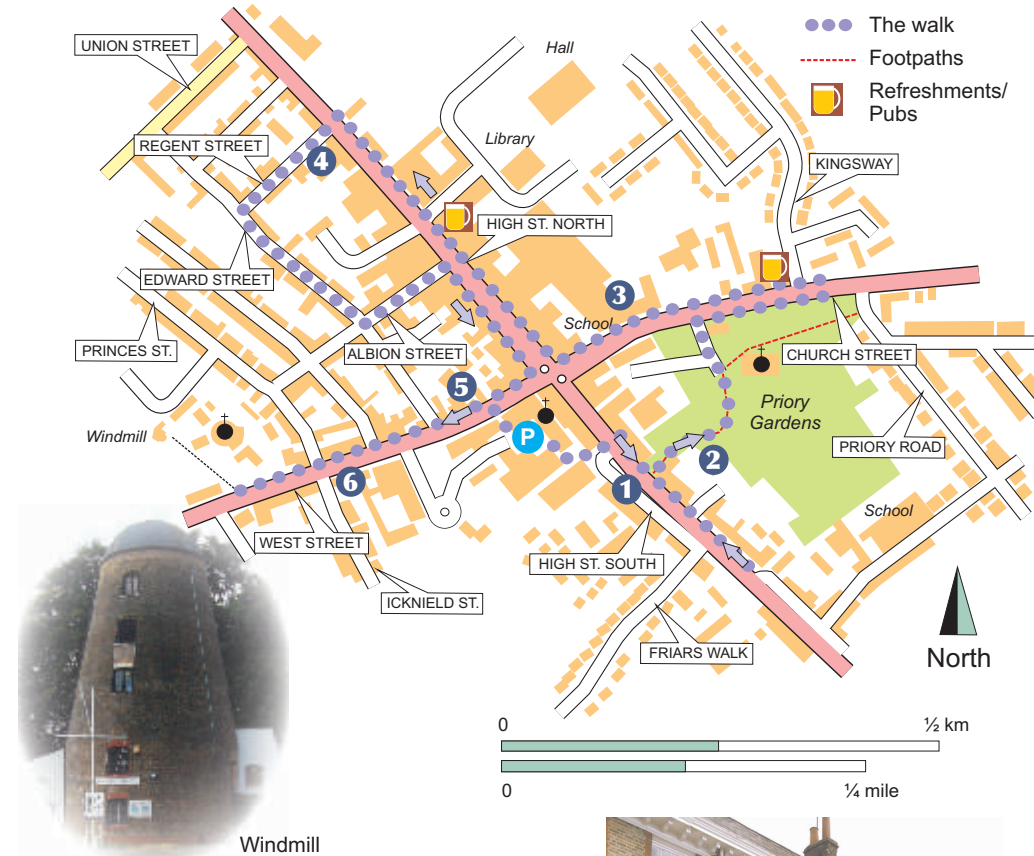 UNION STREET
Hall
The walk
Footpaths
Refreshments/
Pubs
Library
REGENT STREET
4
KINGSWAY
HIGH ST. NORTH
EDWARD STREET
3
School
PRINCES ST.
ALBION STREET
CHURCH STREET
5
Priory
Gardens
Windmill
P
2
PRIORY ROAD
6
1
School
WEST STREET
HIGH ST. SOUTH
ICKNIELD ST.
FRIARS WALK
North
0
½ km
0
¼ mile
Windmill